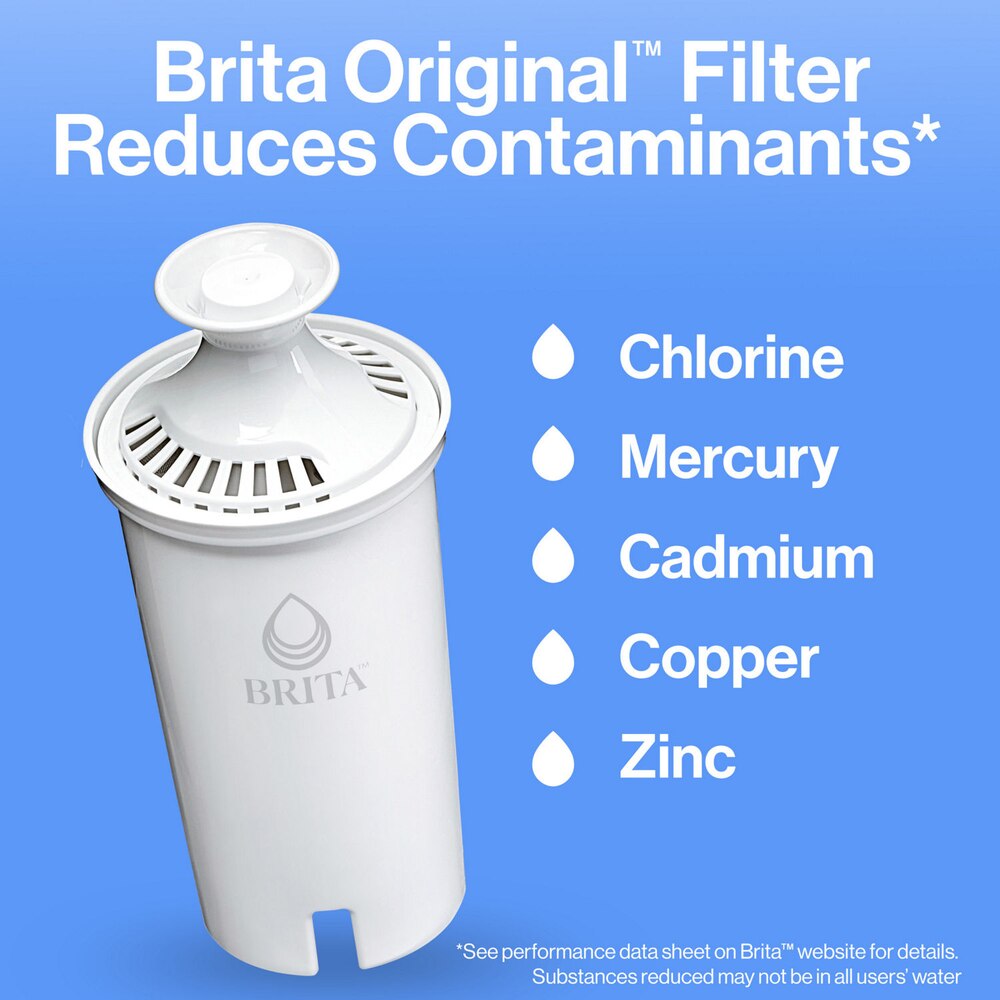 Brita Original™ Filter
Reduces Contaminants*
Chlorine
Mercury
Cadmium
Copper
Zinc
BRITA™
*See performance data sheet on Brita™ website for details.
Substances reduced may not be in all users' water